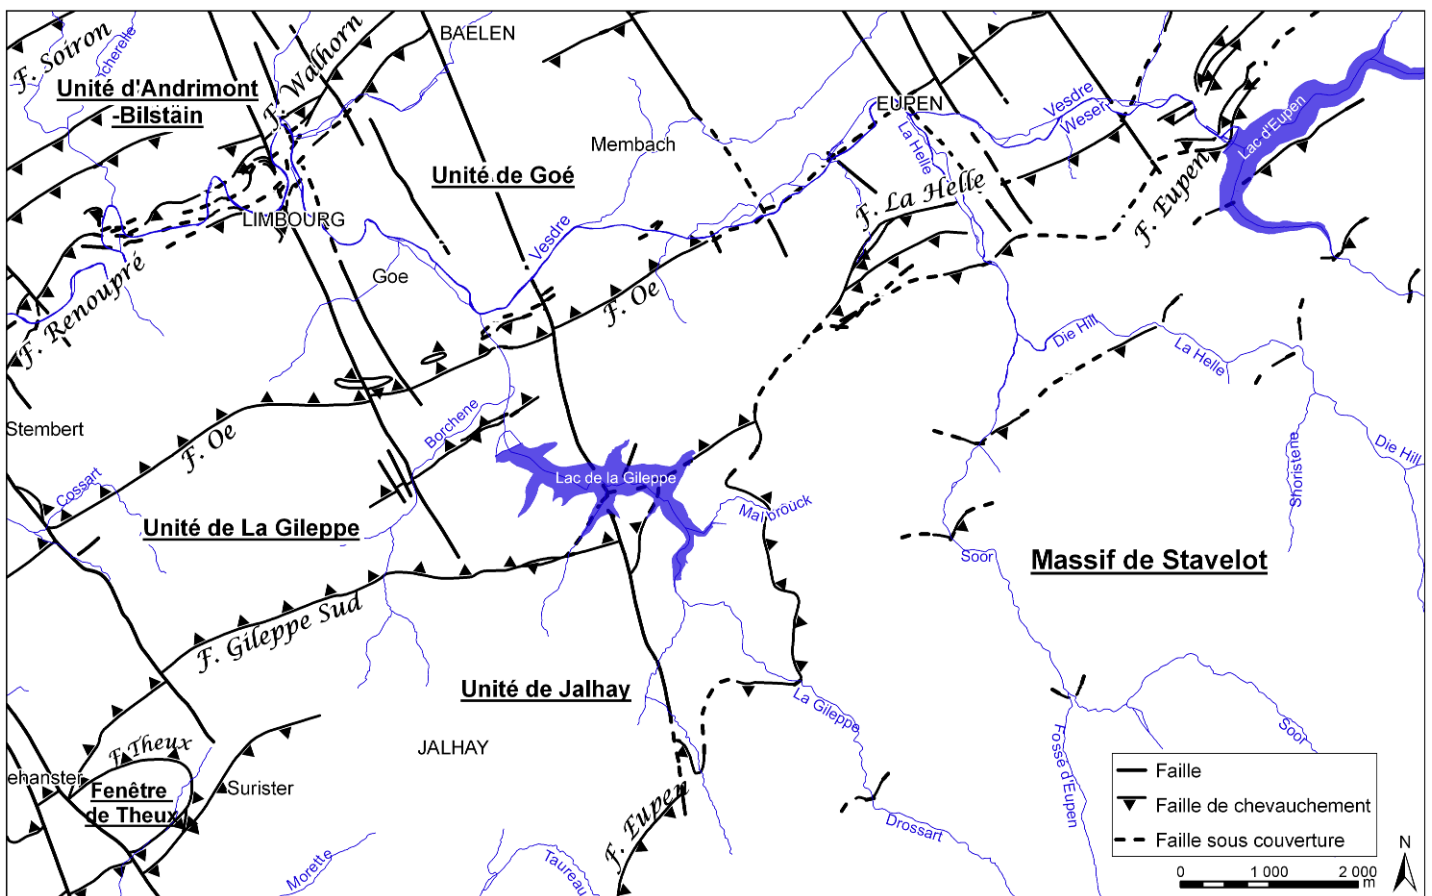 F. Soiron
cherelle
F. Walhorn
BAELEN
Unité d'Andrimont
-Bilstain
EUPEN
Vesdre
Weser
Lac d'Eupen
La Helle
Membach
Unité de Goé
F. La Helle
F. Eupen
LIMBOURG
Vesdre
Goe
F. Renoupré
F. Oe
Die Hill
La Helle
Stembert
F. Oe
Borchene
Shoristene
Die Hill
Cossart
Lac de la Gileppe
Malbröuck
Unité de La Gileppe
Soor
Massif de Stavelot
F. Gileppe Sud
Unité de Jalhay
La Gileppe
JALHAY
Fossé d'Eupen
Soor
F. Theux
ehanster
Surister
Fenêtre
de Theux
F. Eupen
Drossart
Morette
Taureau
Faille
Faille de chevauchement
Faille sous couverture
N
0 1 000 2 000
m